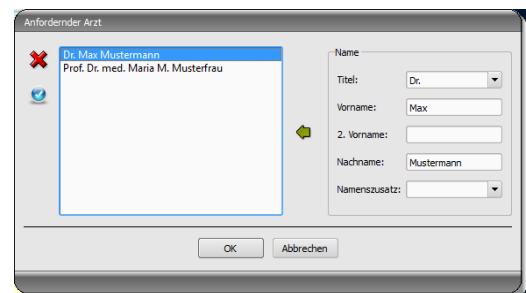 Anfordernder Arzt
Dr. Max Mustermann
Prof. Dr. med. Maria M. Musterfrau
Name
Titel: Dr.
Vorname: Max
2. Vorname:
Nachname: Mustermann
Namenszusatz:
OK Abbrechen